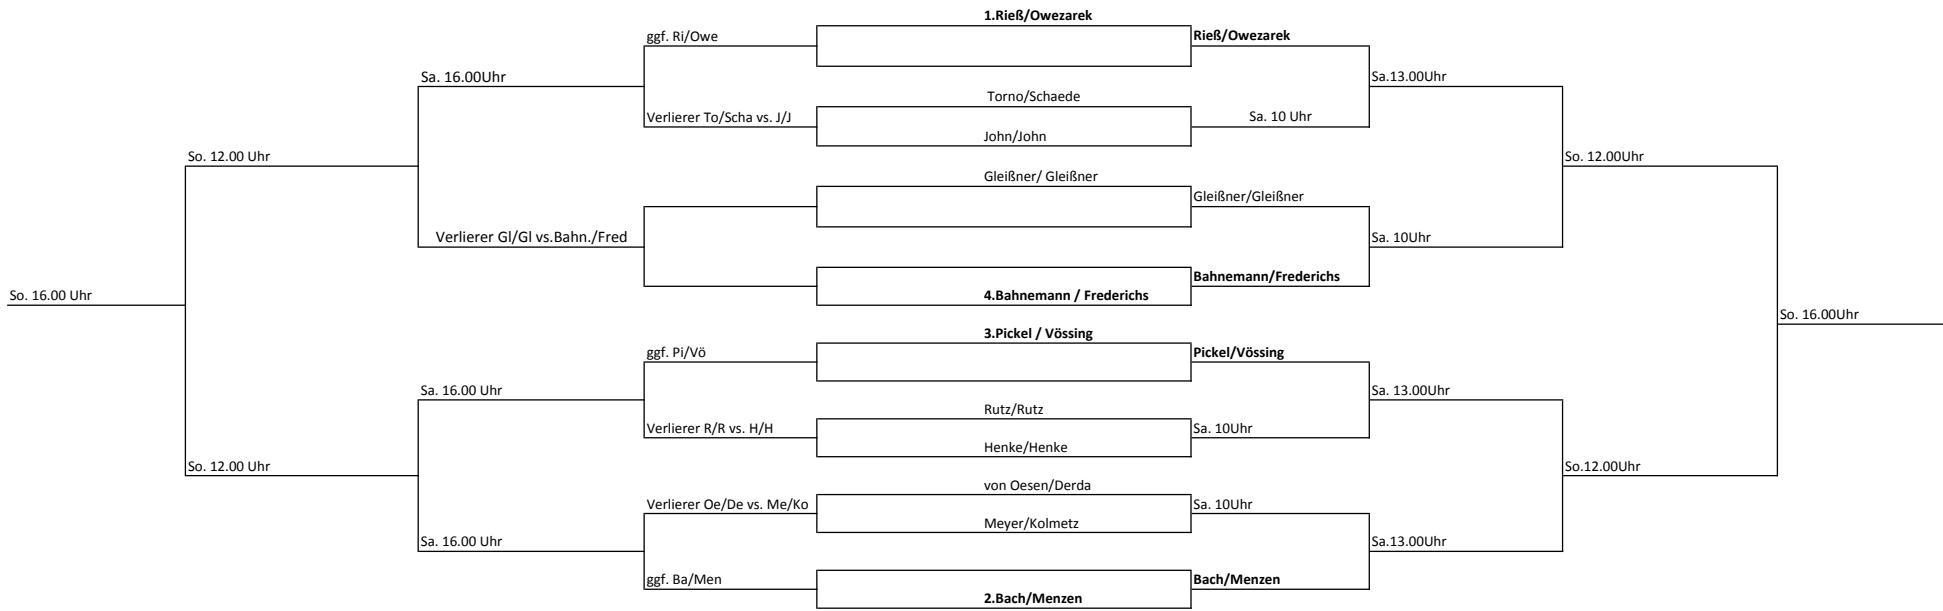 1.Rieß/Owezarek
ggf. Ri/Owe
Rieß/Owezarek
Sa. 16.00Uhr
Sa.13.00Uhr
Torno/Schaede
Verlierer To/Scha vs. J/J
Sa. 10 Uhr
John/John
So. 12.00 Uhr
So. 12.00Uhr
Gleißner/ Gleißner
Gleißner/Gleißner
Verlierer Gl/Gl vs.Bahn./Fred
Sa. 10Uhr
Bahnemann/Frederichs
So. 16.00 Uhr
4.Bahnemann / Frederichs
So. 16.00Uhr
3.Pickel / Vössing
ggf. Pi/Vö
Pickel/Vössing
Sa. 16.00 Uhr
Sa. 13.00Uhr
Rutz/Rutz
Verlierer R/R vs. H/H
Sa. 10Uhr
Henke/Henke
So. 12.00 Uhr
So.12.00Uhr
von Oesen/Derda
Verlierer Oe/De vs. Me/Ko
Sa. 10Uhr
Meyer/Kolmetz
Sa. 16.00 Uhr
Sa.13.00Uhr
ggf. Ba/Men
Bach/Menzen
2.Bach/Menzen